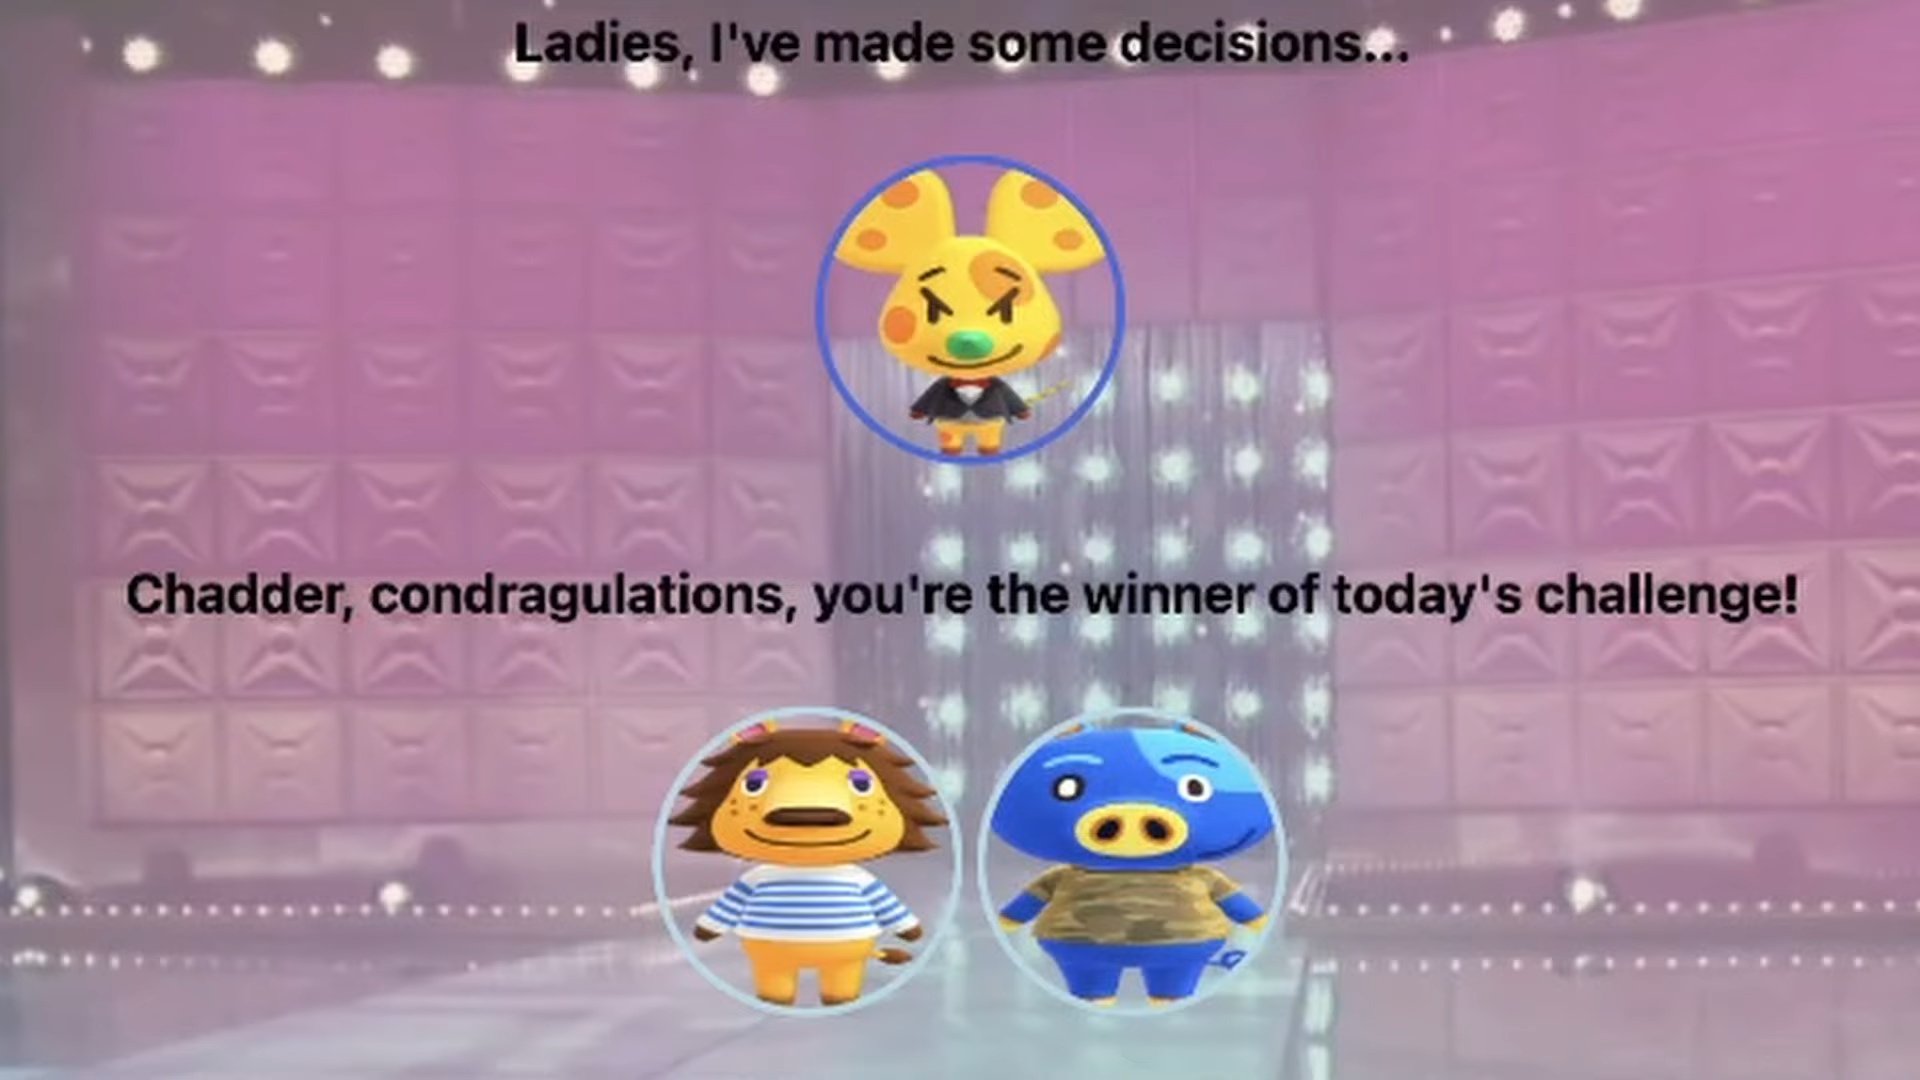 Ladies, I've made some decisions...
Chadder, condragulations, you're the winner of today's challenge!